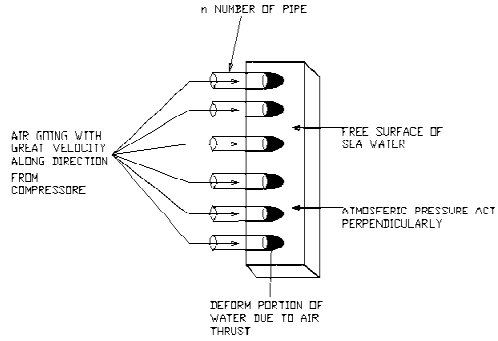 n NUMBER OF PIPE
AIR GOING WITH
GREAT VELOCITY
ALONG DIRECTION
FROM
COMPRESSORE
FREE SURFACE OF
SEA WATER
ATMOSFERIC PRESSURE ACT
PERPENDICULARLY
DEFORM PORTION OF
WATER DUE TO AIR
THRUST